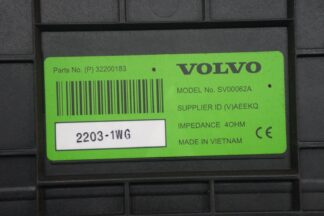 Parts No. (P) 32200183
VOLVO
MODEL No. SV00062A
SUPPLIER ID (V)AEEKQ
2203-1WG
IMPEDANCE 4OHM
MADE IN VIETNAM
CE